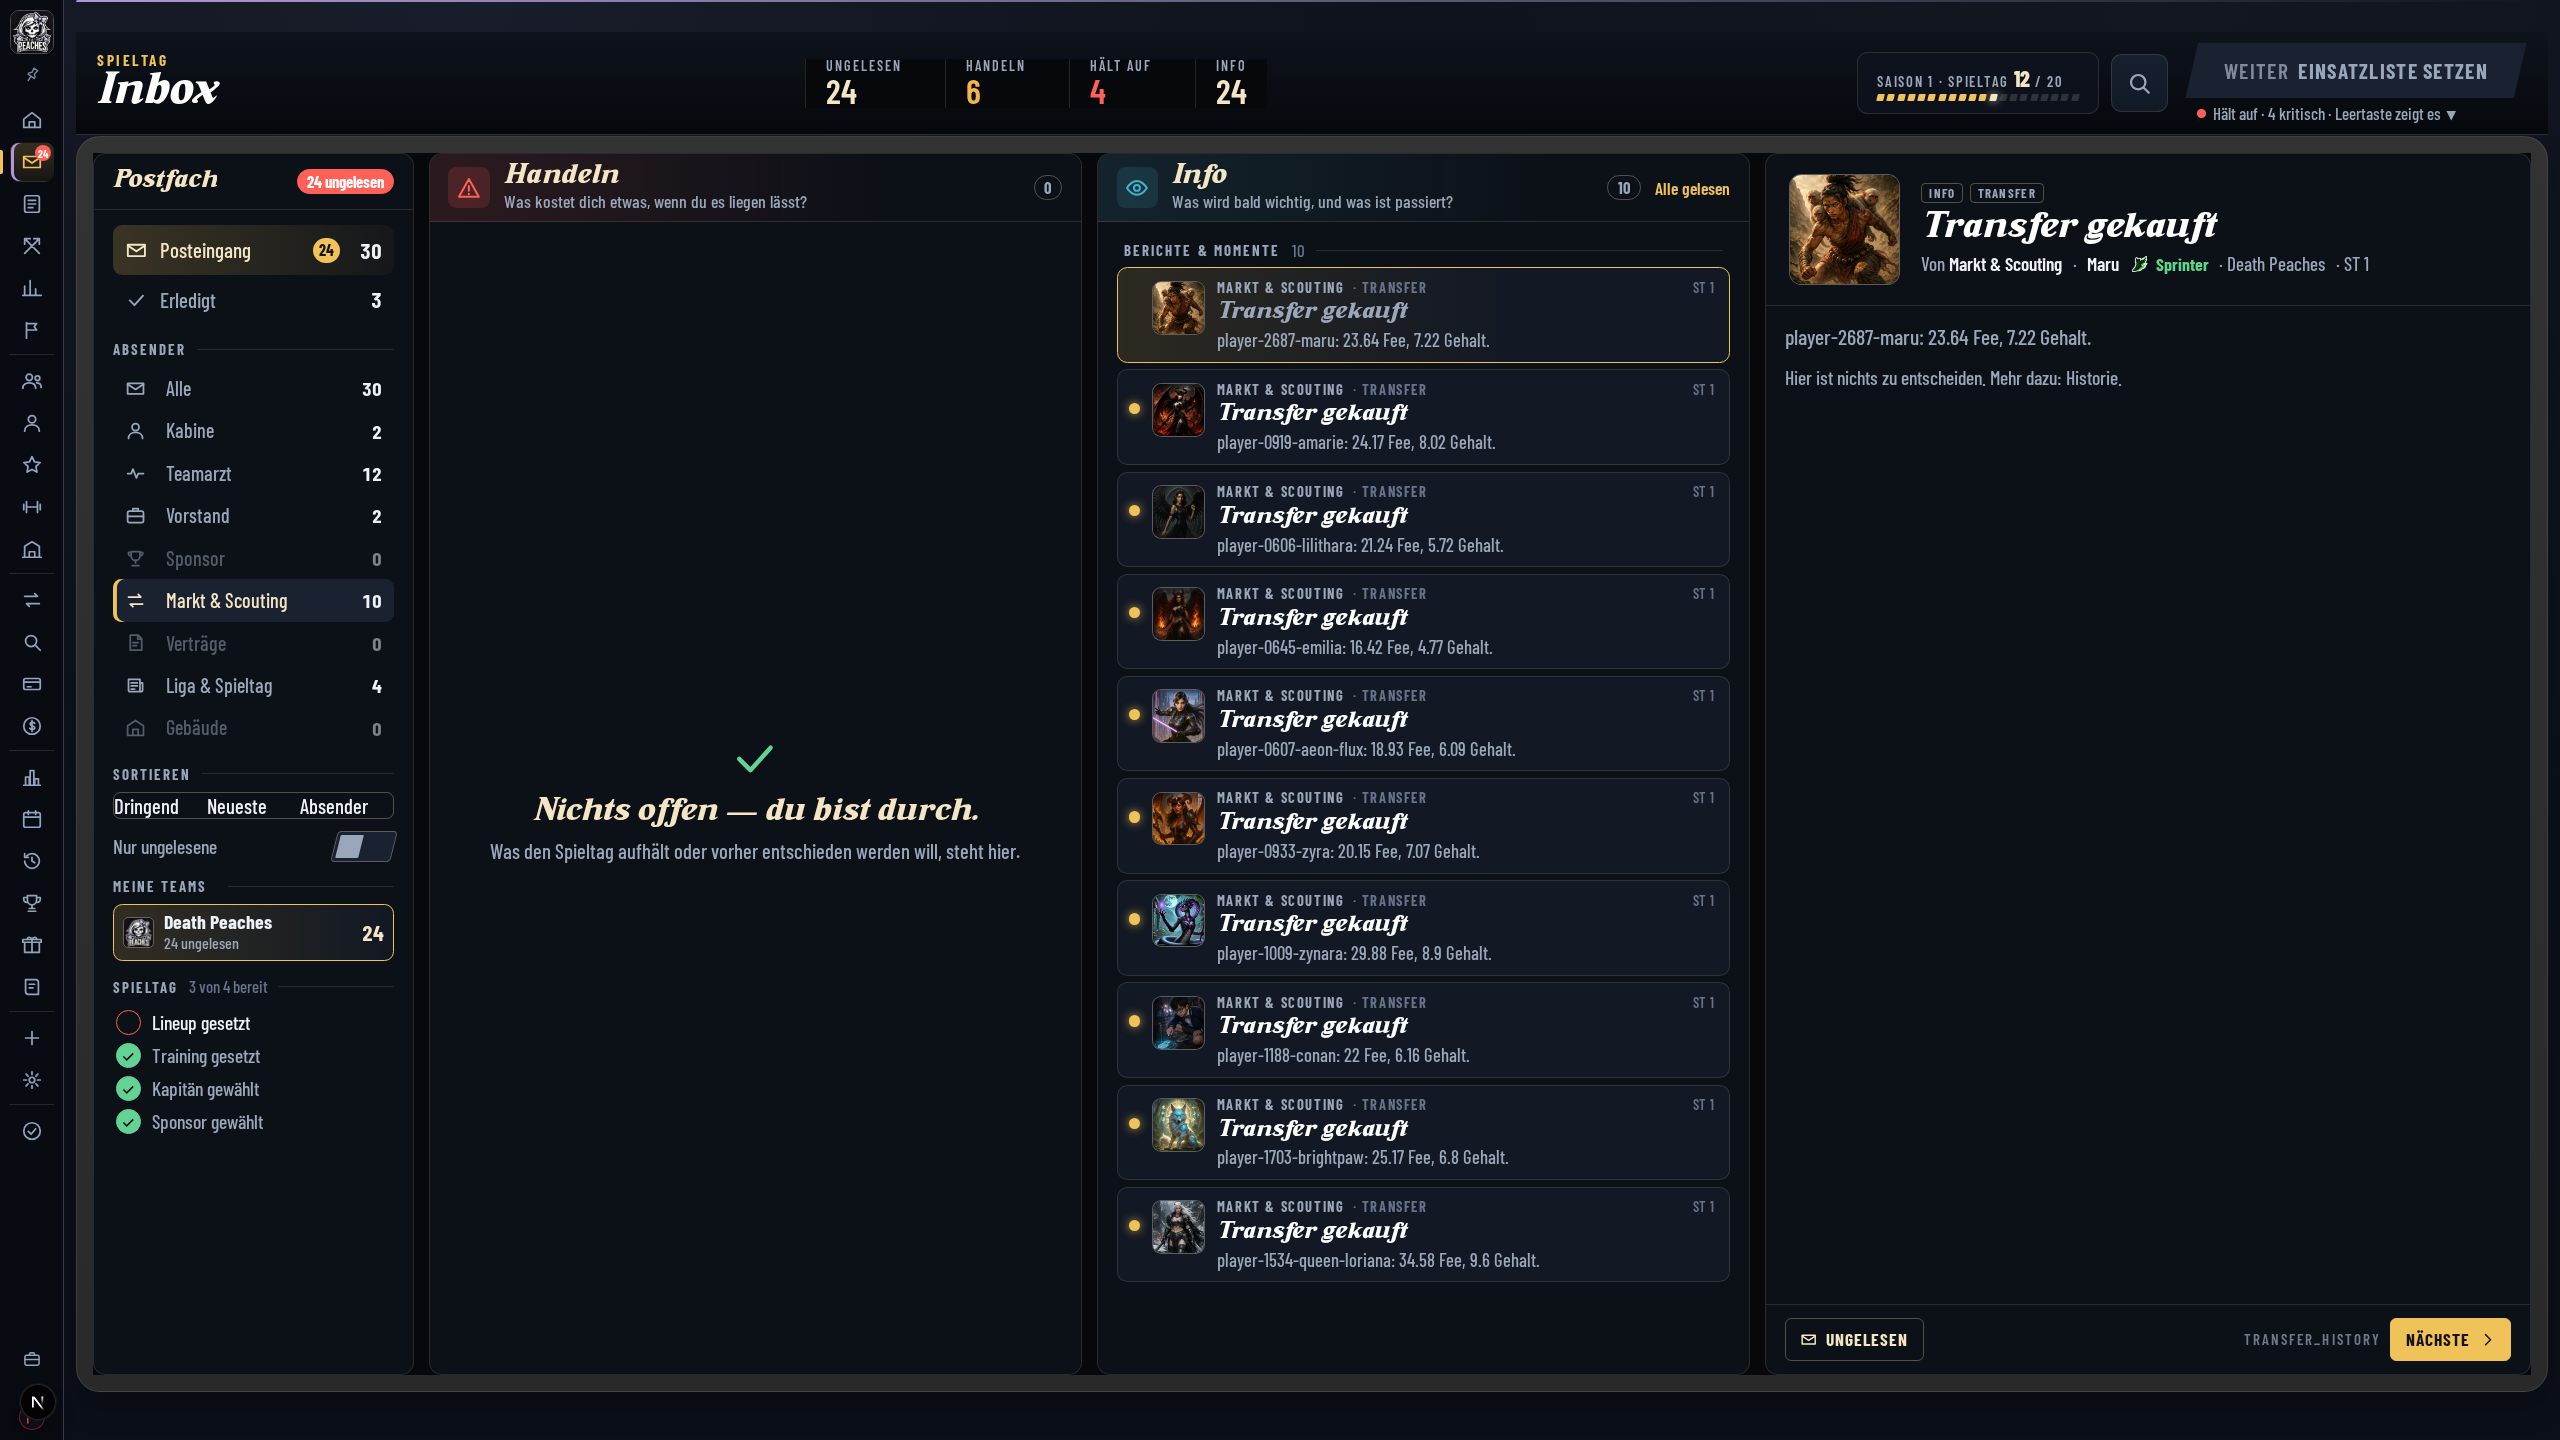 PEACHES
SPIELTAG
Inbox
UNGELESEN
24
HANDELN
6
HÄLT AUF
4
INFO
24
SAISON 1 · SPIELTAG 12 / 20
WEITER EINSATZLISTE SETZEN
Hält auf · 4 kritisch · Leertaste zeigt es ▼
24
Postfach
24 ungelesen
Posteingang 24 30
Erledigt 3
ABSENDER
Alle 30
Kabine 2
Teamarzt 12
Vorstand 2
Sponsor 0
Markt & Scouting 10
Verträge 0
Liga & Spieltag 4
Gebäude 0
SORTIEREN
Dringend Neueste Absender
Nur ungelesene
MEINE TEAMS
Death Peaches
24 ungelesen
24
SPIELTAG 3 von 4 bereit
Lineup gesetzt
Training gesetzt
Kapitän gewählt
Sponsor gewählt
N
Handeln
Was kostet dich etwas, wenn du es liegen lässt?
0
Nichts offen — du bist durch.
Was den Spieltag aufhält oder vorher entschieden werden will, steht hier.
Info
Was wird bald wichtig, und was ist passiert?
10 Alle gelesen
BERICHTE & MOMENTE 10
MARKT & SCOUTING · TRANSFER ST 1
Transfer gekauft
player-2687-maru: 23.64 Fee, 7.22 Gehalt.
MARKT & SCOUTING · TRANSFER ST 1
Transfer gekauft
player-0919-amarie: 24.17 Fee, 8.02 Gehalt.
MARKT & SCOUTING · TRANSFER ST 1
Transfer gekauft
player-0606-lilithara: 21.24 Fee, 5.72 Gehalt.
MARKT & SCOUTING · TRANSFER ST 1
Transfer gekauft
player-0645-emilia: 16.42 Fee, 4.77 Gehalt.
MARKT & SCOUTING · TRANSFER ST 1
Transfer gekauft
player-0607-aeon-flux: 18.93 Fee, 6.09 Gehalt.
MARKT & SCOUTING · TRANSFER ST 1
Transfer gekauft
player-0933-zyra: 20.15 Fee, 7.07 Gehalt.
MARKT & SCOUTING · TRANSFER ST 1
Transfer gekauft
player-1009-zynara: 29.88 Fee, 8.9 Gehalt.
MARKT & SCOUTING · TRANSFER ST 1
Transfer gekauft
player-1188-conan: 22 Fee, 6.16 Gehalt.
MARKT & SCOUTING · TRANSFER ST 1
Transfer gekauft
player-1703-brightpaw: 25.17 Fee, 6.8 Gehalt.
MARKT & SCOUTING · TRANSFER ST 1
Transfer gekauft
player-1534-queen-loriana: 34.58 Fee, 9.6 Gehalt.
INFO TRANSFER
Transfer gekauft
Von Markt & Scouting · Maru Sprinter · Death Peaches · ST 1
player-2687-maru: 23.64 Fee, 7.22 Gehalt.
Hier ist nichts zu entscheiden. Mehr dazu: Historie.
UNGELESEN
TRANSFER_HISTORY
NÄCHSTE